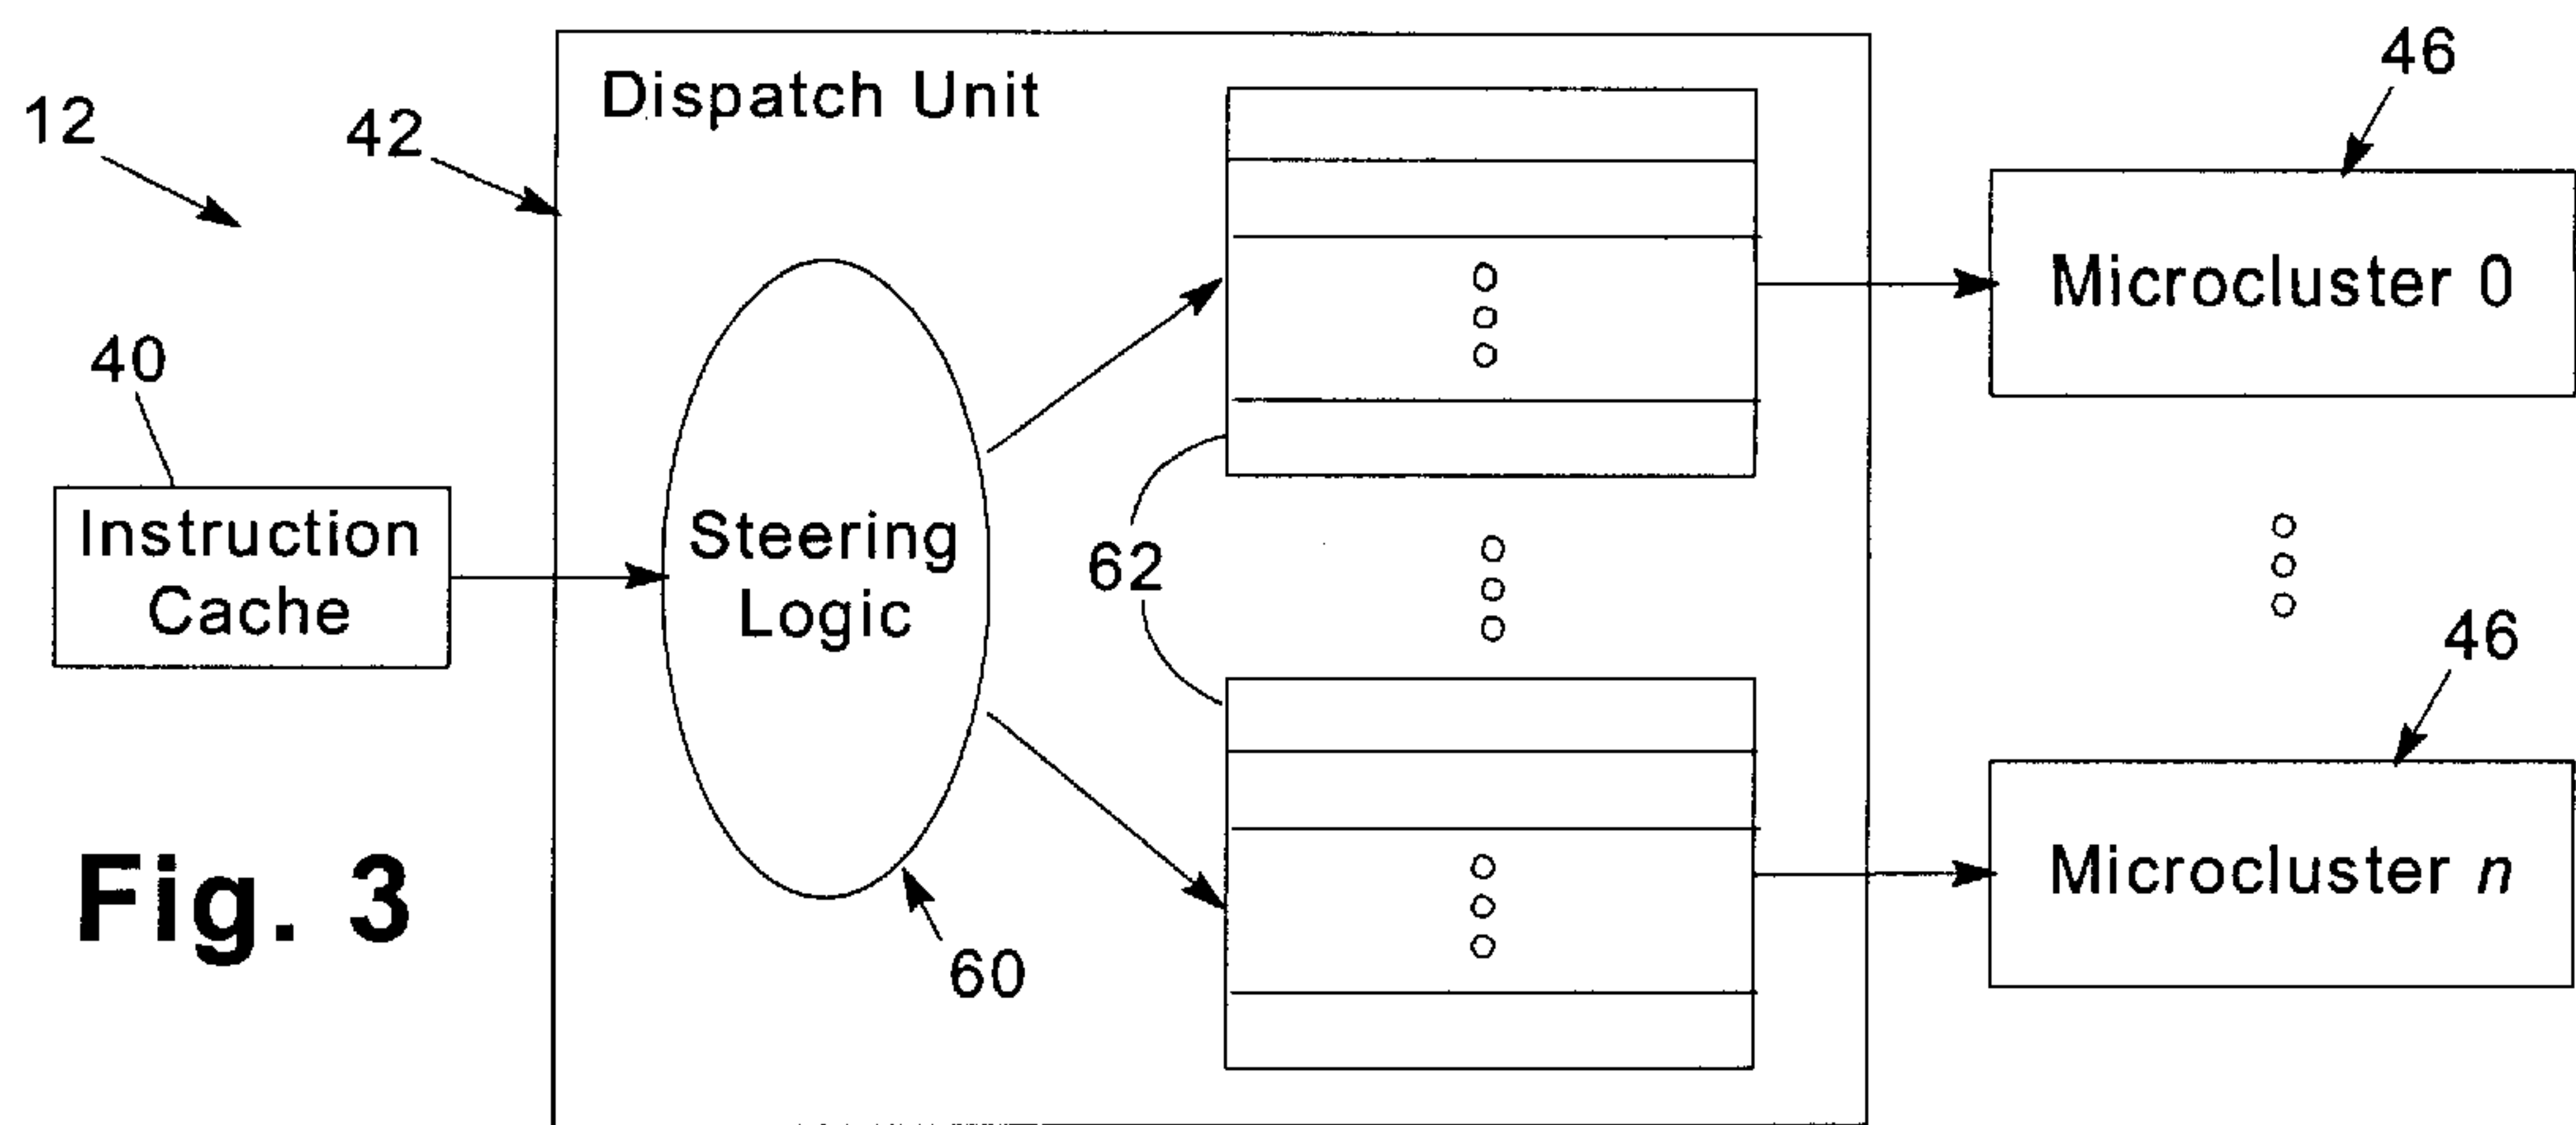 46
Dispatch Unit
12
42
Microcluster 0
40
Instruction
Cache
Steering
Logic
62
46
Microcluster n
Fig. 3
60